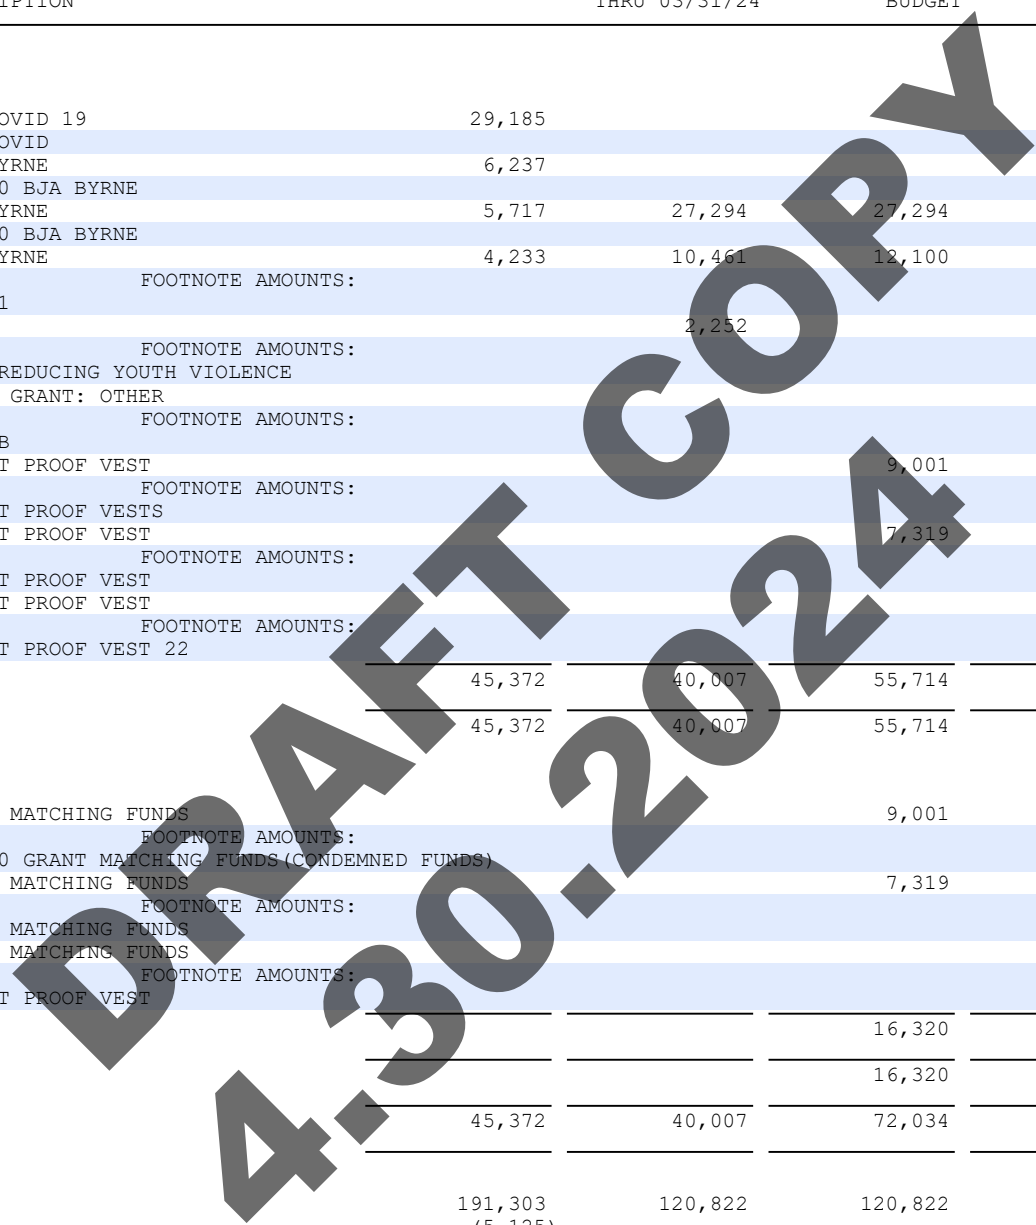 IPTION THRU 03/31/24 BUDGET
OVID 19 29,185
OVID
YRNE 6,237
0 BJA BYRNE
YRNE 5,717 27,294 27,294
0 BJA BYRNE
YRNE 4,233 10,461 12,100
FOOTNOTE AMOUNTS:
1
2,252
FOOTNOTE AMOUNTS:
REDUCING YOUTH VIOLENCE
GRANT: OTHER
FOOTNOTE AMOUNTS:
B
T PROOF VEST 9,001
FOOTNOTE AMOUNTS:
T PROOF VESTS
T PROOF VEST 7,319
FOOTNOTE AMOUNTS:
T PROOF VEST
T PROOF VEST
FOOTNOTE AMOUNTS:
T PROOF VEST 22
45,372 40,007 55,714
45,372 40,007 55,714
MATCHING FUNDS 9,001
FOOTNOTE AMOUNTS:
0 GRANT MATCHING FUNDS(CONDEMNED FUNDS)
MATCHING FUNDS 7,319
FOOTNOTE AMOUNTS:
MATCHING FUNDS
MATCHING FUNDS
FOOTNOTE AMOUNTS:
T PROOF VEST
16,320
16,320
45,372 40,007 72,034
191,303 120,822 120,822
(5,125)
DRAFT COPY
4.30.2024